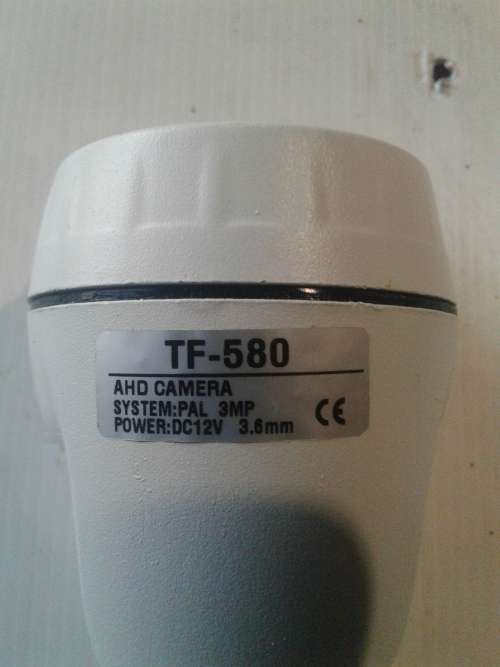 TF-580
AHD CAMERA
SYSTEM:PAL 3MP
POWER:DC12V 3.6mm
CE